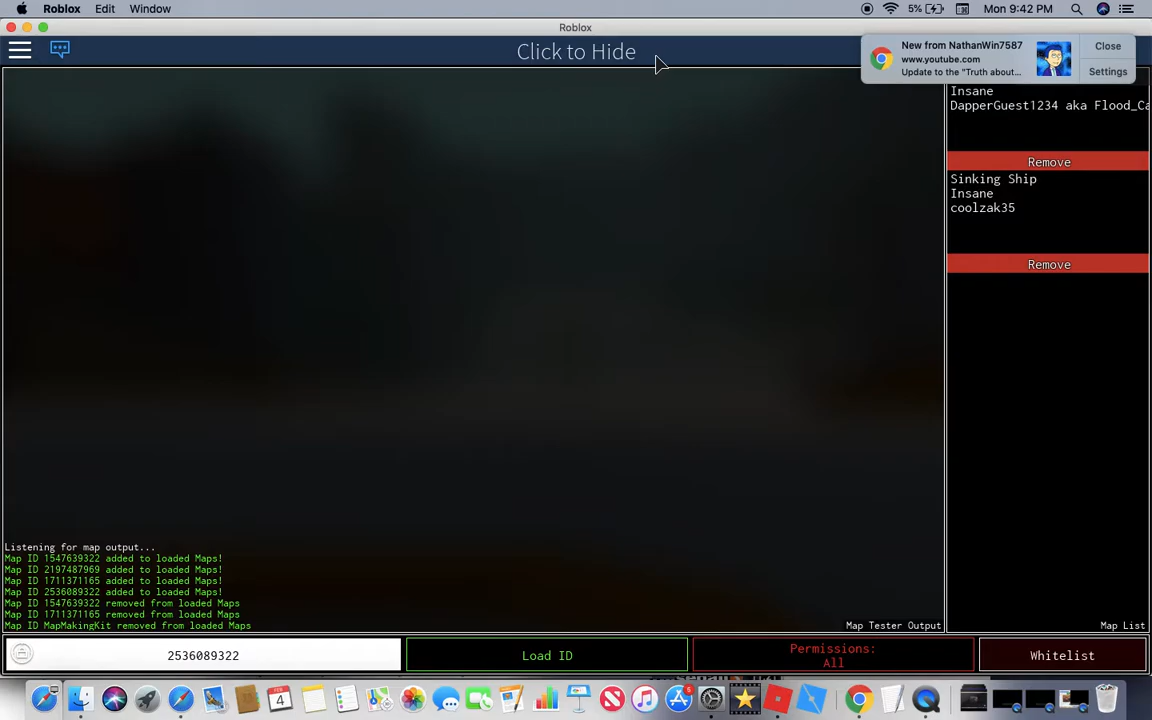 Roblox Edit Window 5% Mon 9:42 PM
Roblox
Click to Hide
New from NathanWin7587 Close
www.youtube.com
Update to the "Truth about... Settings
Insane
DapperGuest1234 aka Flood_Ca
Remove
Sinking Ship
Insane
coolzak35
Remove
Listening for map output...
Map ID 1547639322 added to loaded Maps!
Map ID 2197487969 added to loaded Maps!
Map ID 1711371165 added to loaded Maps!
Map ID 2536089322 added to loaded Maps!
Map ID 1547639322 removed from loaded Maps
Map ID 1711371165 removed from loaded Maps
Map ID MapMakingKit removed from loaded Maps
Map Tester Output
Map List
2536089322
Load ID
Permissions:
All
Whitelist
FEB
4
6